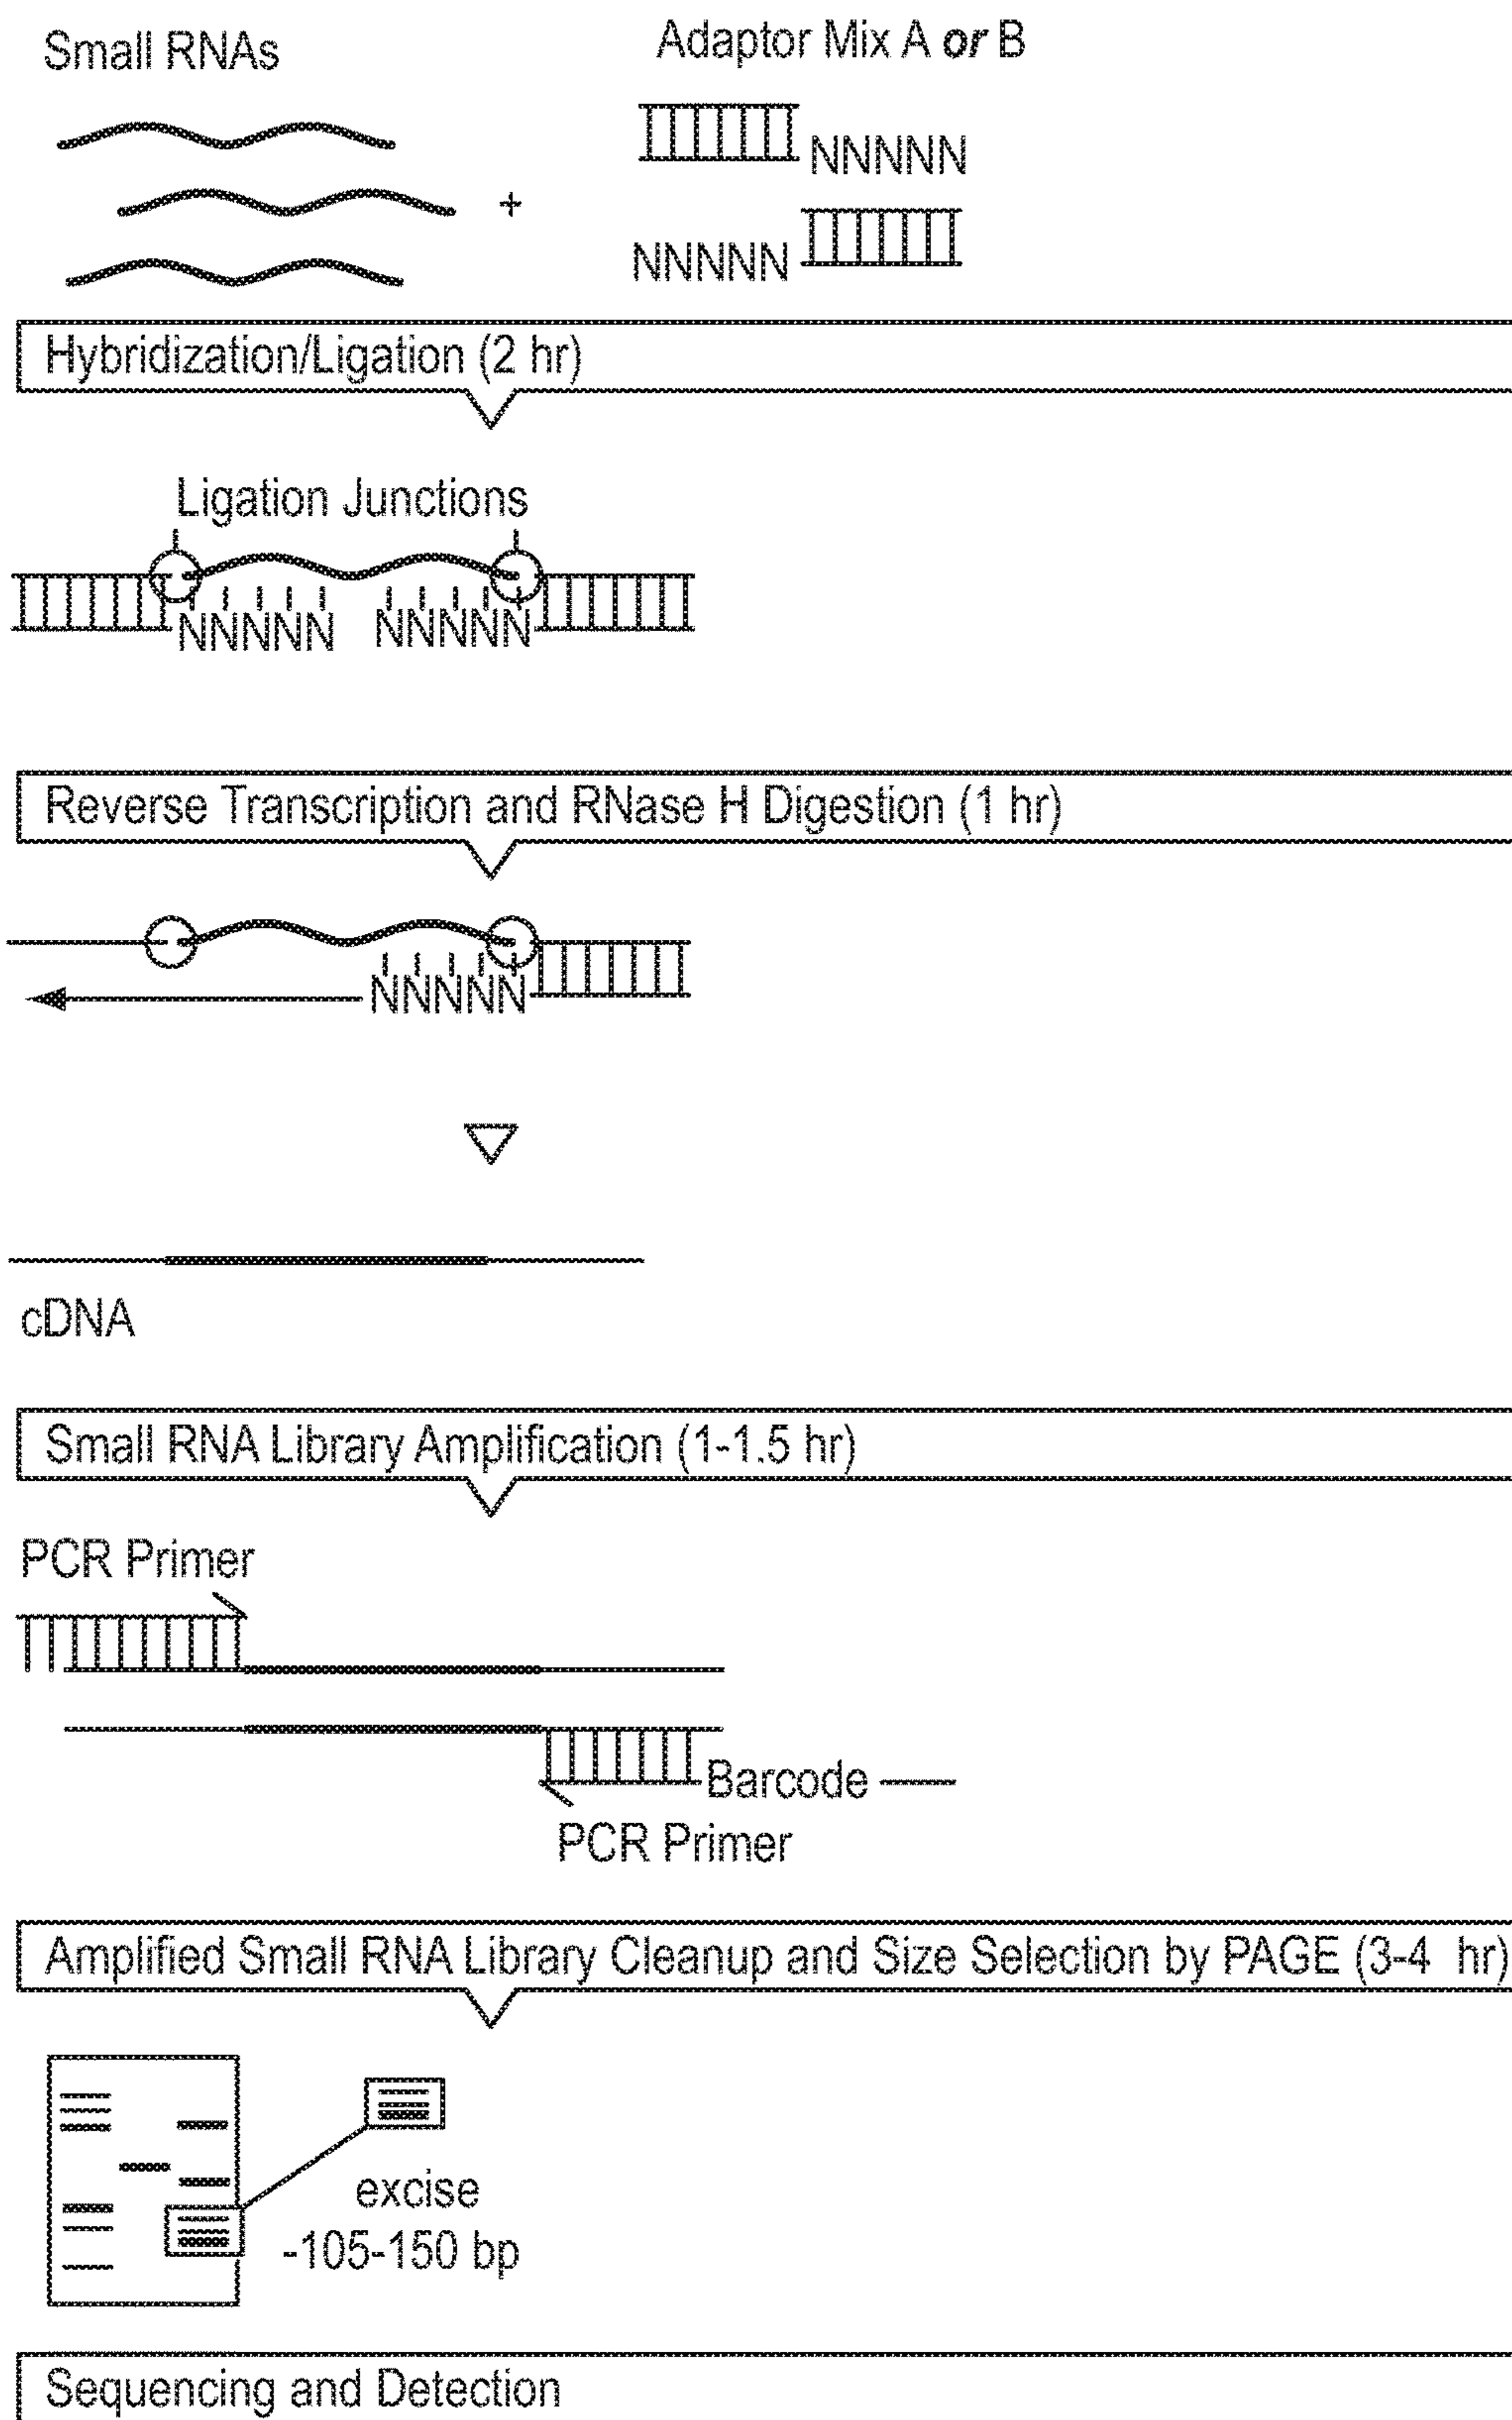 Small RNAs
Adaptor Mix A or B
NNNNN
+
NNNNN
Hybridization/Ligation (2 hr)
Ligation Junctions
NNNNN NNNNN
Reverse Transcription and RNase H Digestion (1 hr)
NNNNN
cDNA
Small RNA Library Amplification (1-1.5 hr)
PCR Primer
Barcode
PCR Primer
Amplified Small RNA Library Cleanup and Size Selection by PAGE (3-4 hr)
excise
-105-150 bp
Sequencing and Detection